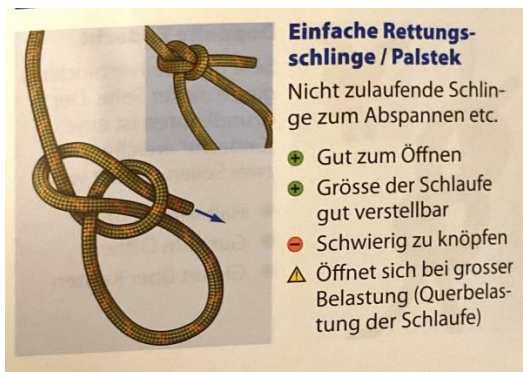 Einfache Rettungs-
schlinge / Palstek
Nicht zulaufende Schlin-
ge zum Abspannen etc.
Gut zum Öffnen
Grösse der Schlaufe
gut verstellbar
Schwierig zu knöpfen
Öffnet sich bei grosser
Belastung (Querbelas-
tung der Schlaufe)